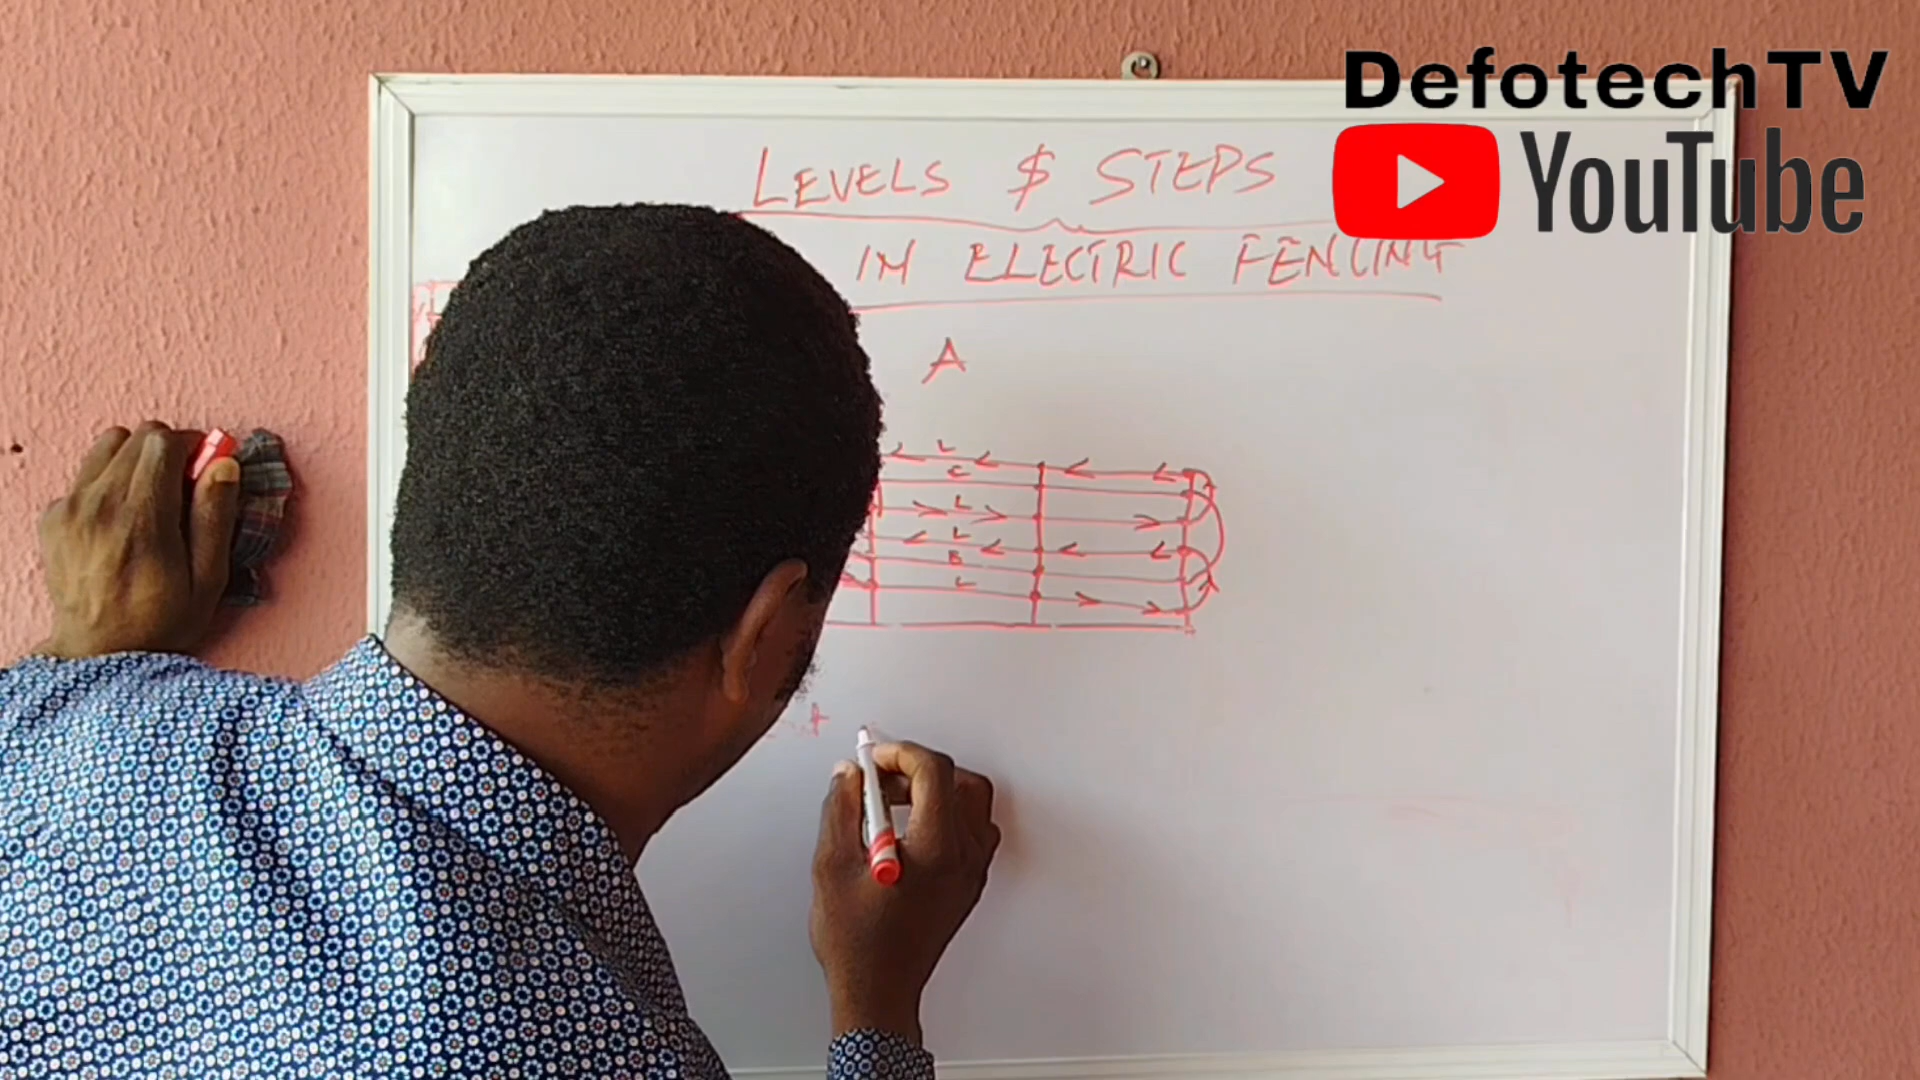 DefotechTV
YouTube
LEVELS $ STEPS
IN ELECTRIC FENCING
A
L
C
L
L
B
L